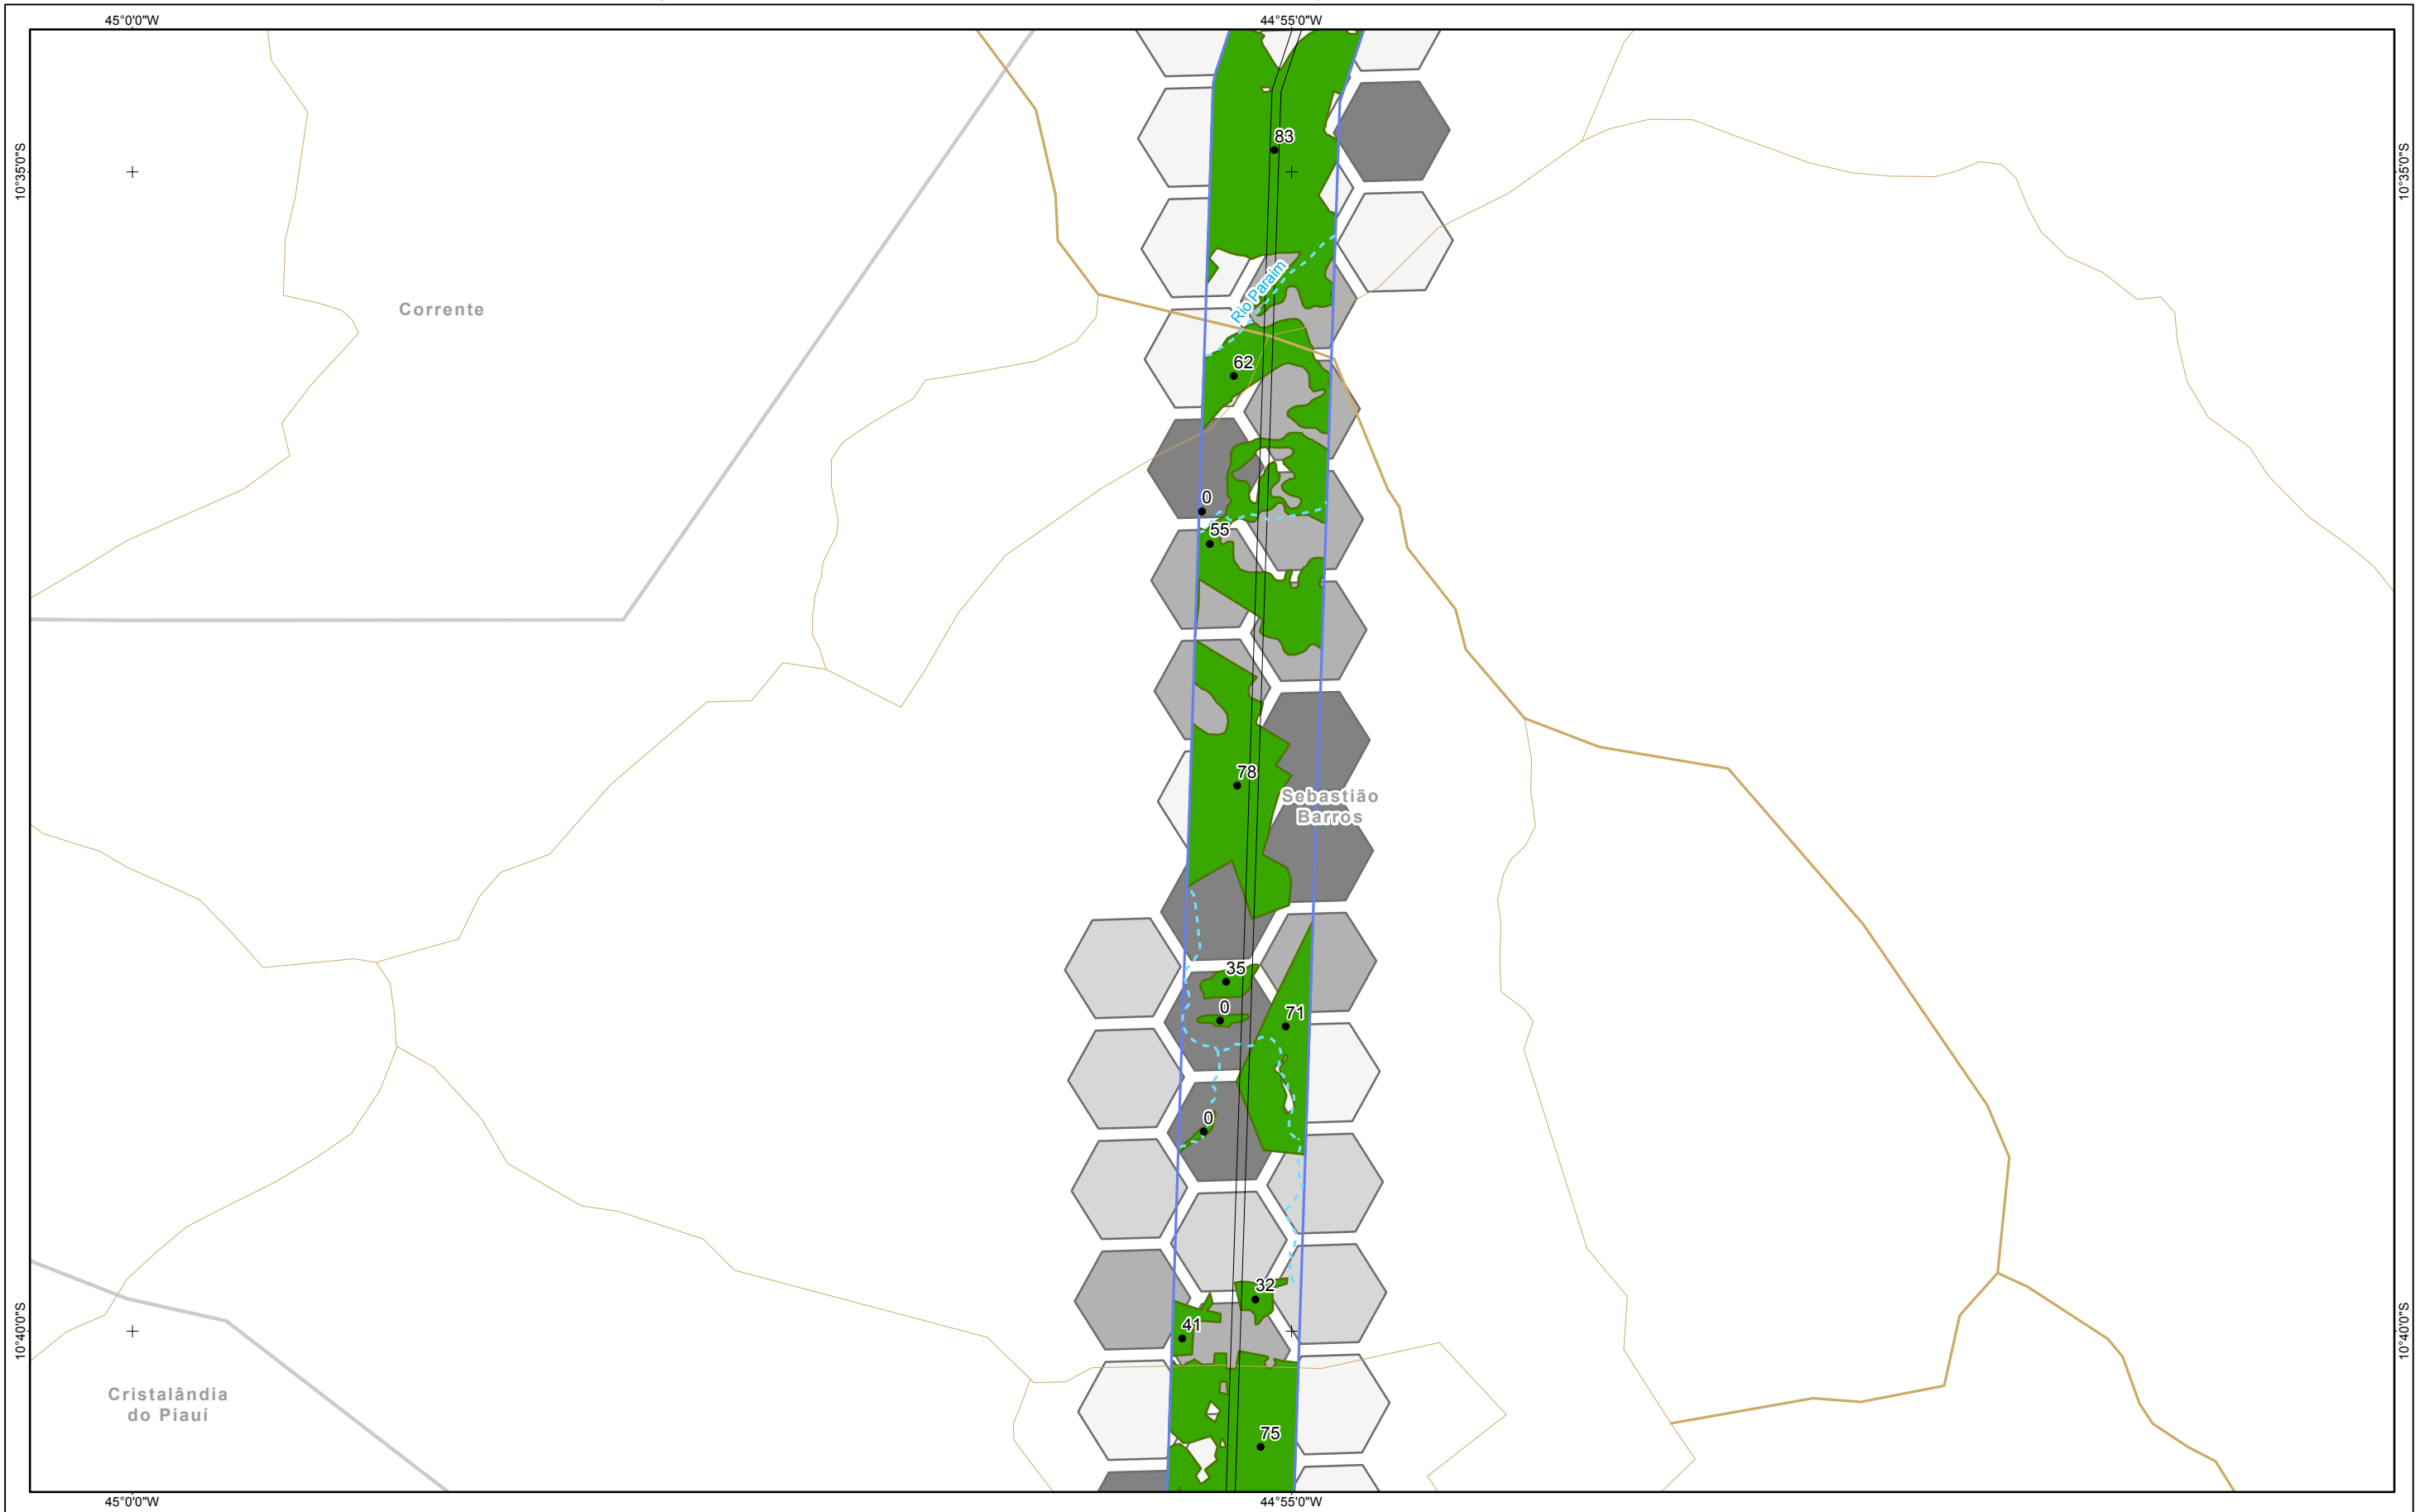 45°0'0"W
44°55'0"W
10°35'0"S
10°35'0"S
83
Corrente
Rio Paraim
62
0
55
78
Sebastião
Barros
35
0
71
0
32
41
10°40'0"S
10°40'0"S
Cristalândia
do Piauí
75
45°0'0"W
44°55'0"W